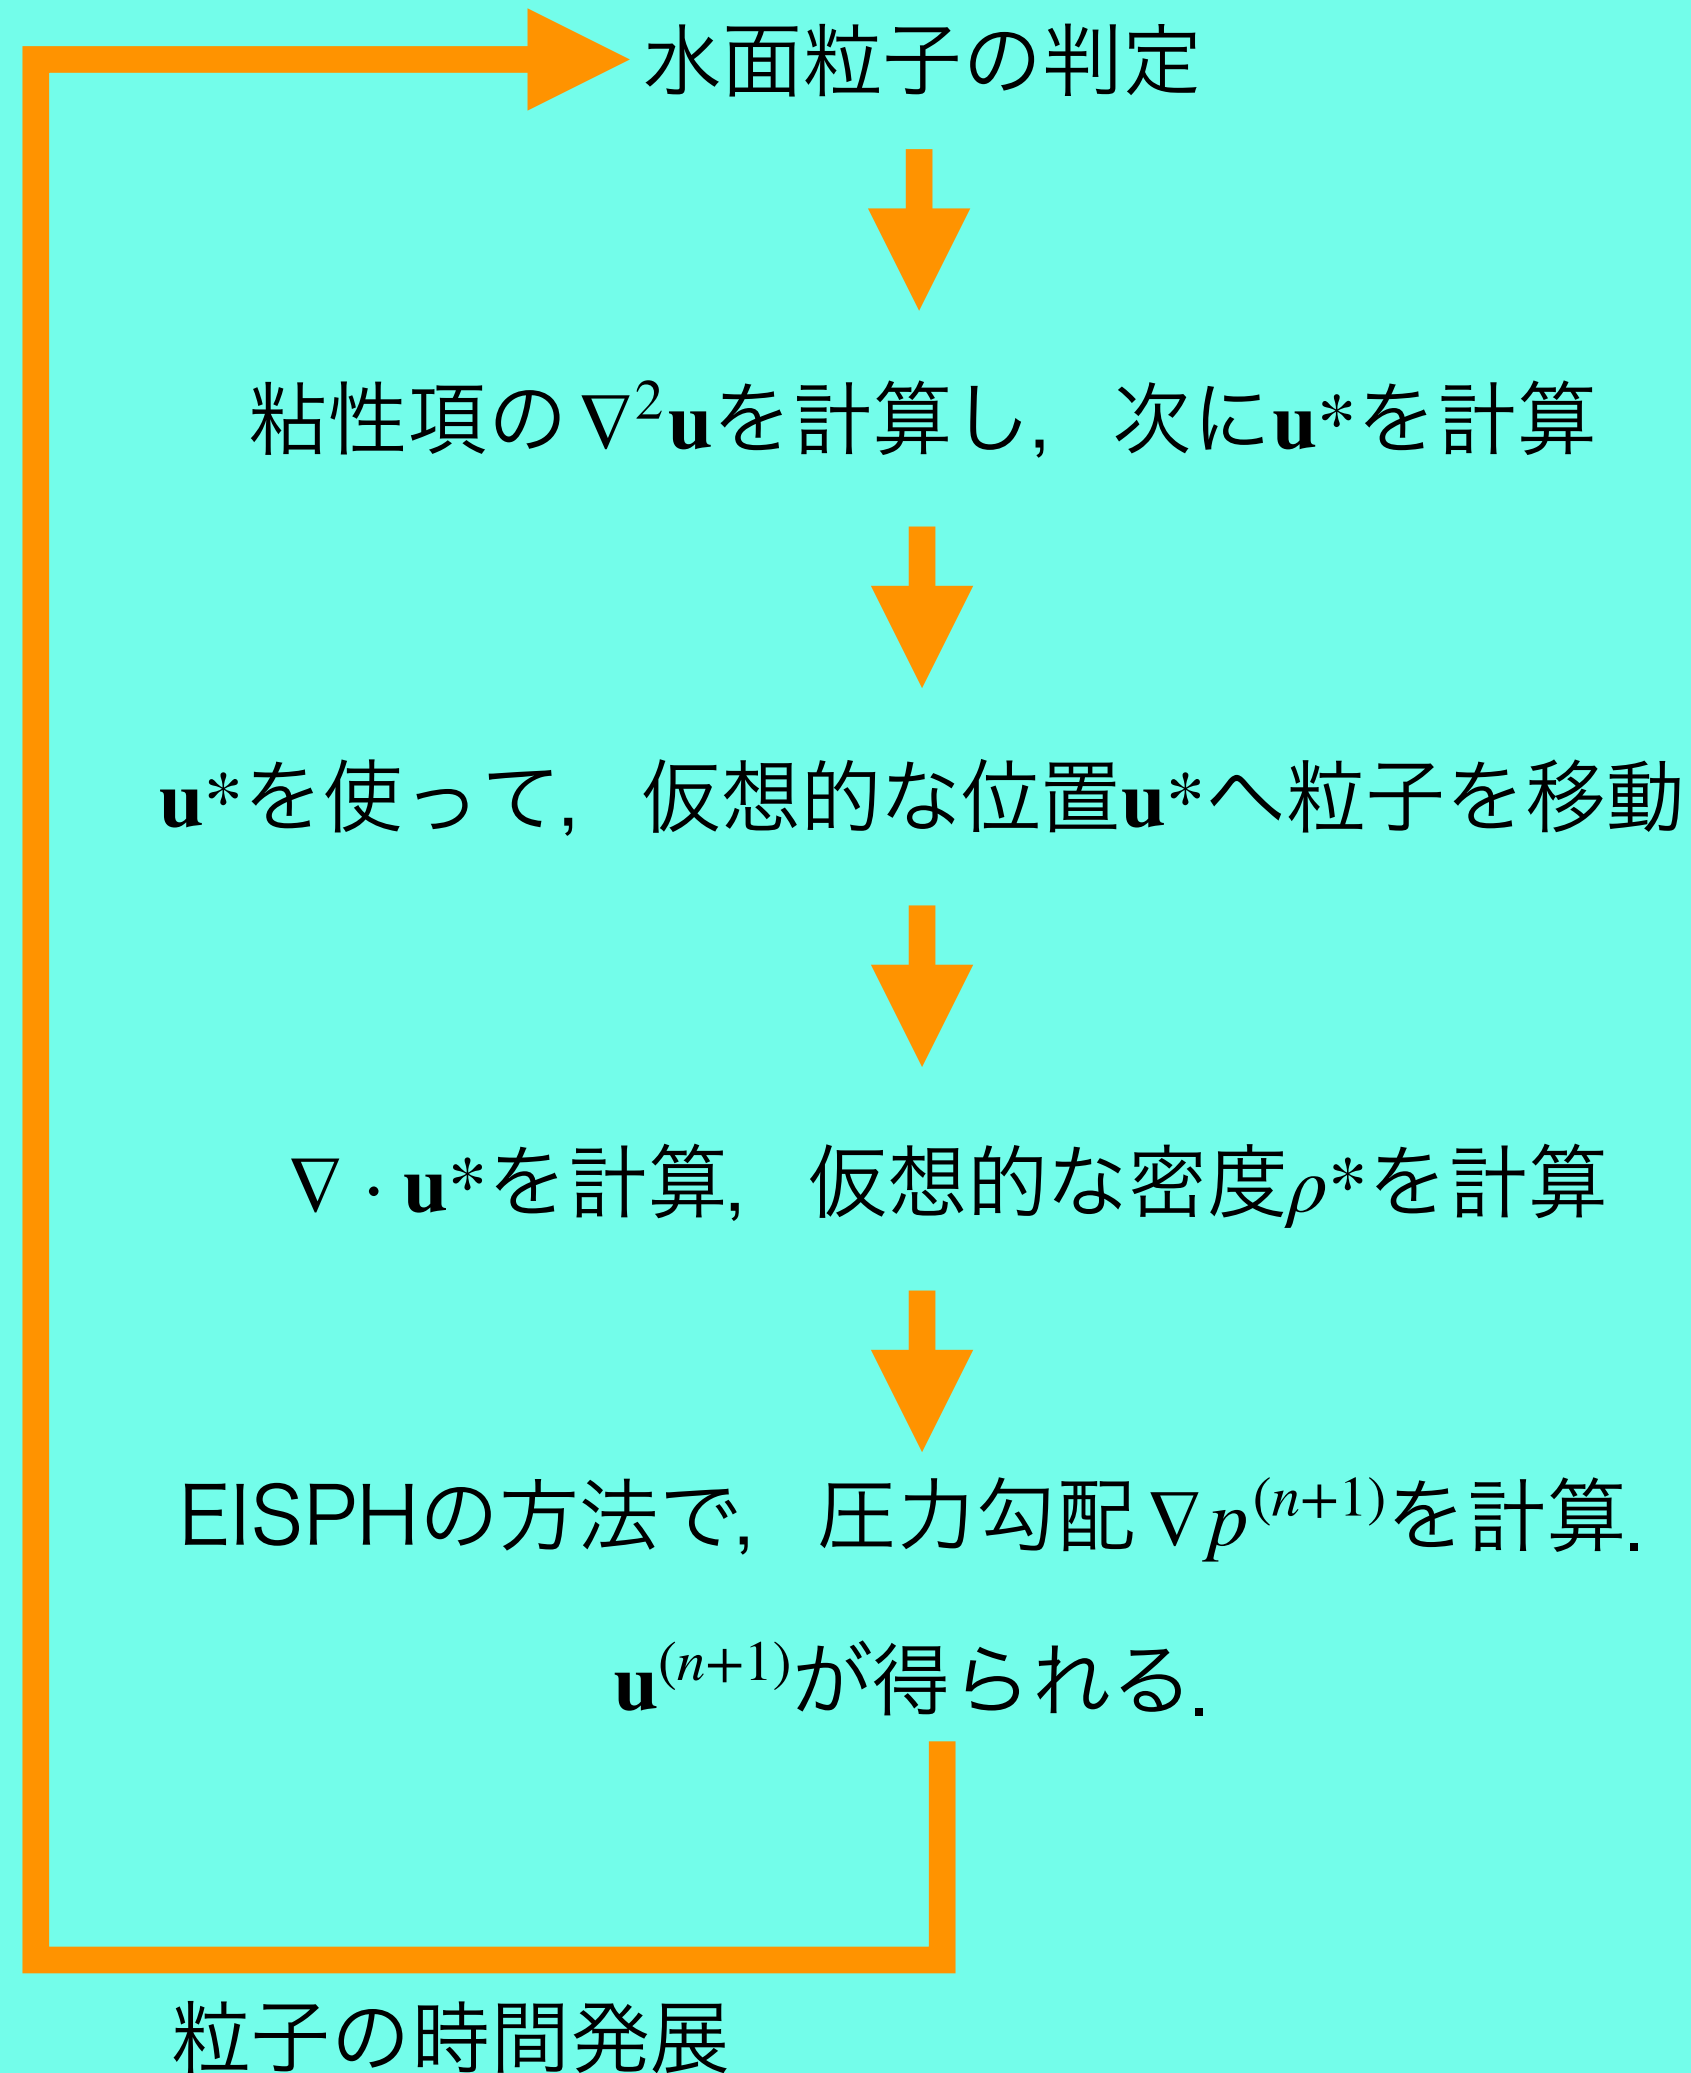 水面粒子の判定
粘性項の∇²uを計算し，次にu*を計算
u*を使って，仮想的な位置u*へ粒子を移動
∇・u*を計算，仮想的な密度ρ*を計算
EISPHの方法で，圧力勾配∇p⁽ⁿ⁺¹⁾を計算．
u⁽ⁿ⁺¹⁾が得られる．
粒子の時間発展